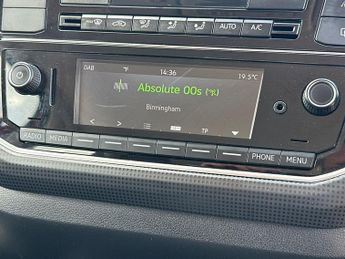 AUTO A/C
DAB 14:36 19.5°C
Absolute 00s
Birmingham
TP
RADIO MEDIA PHONE MENU